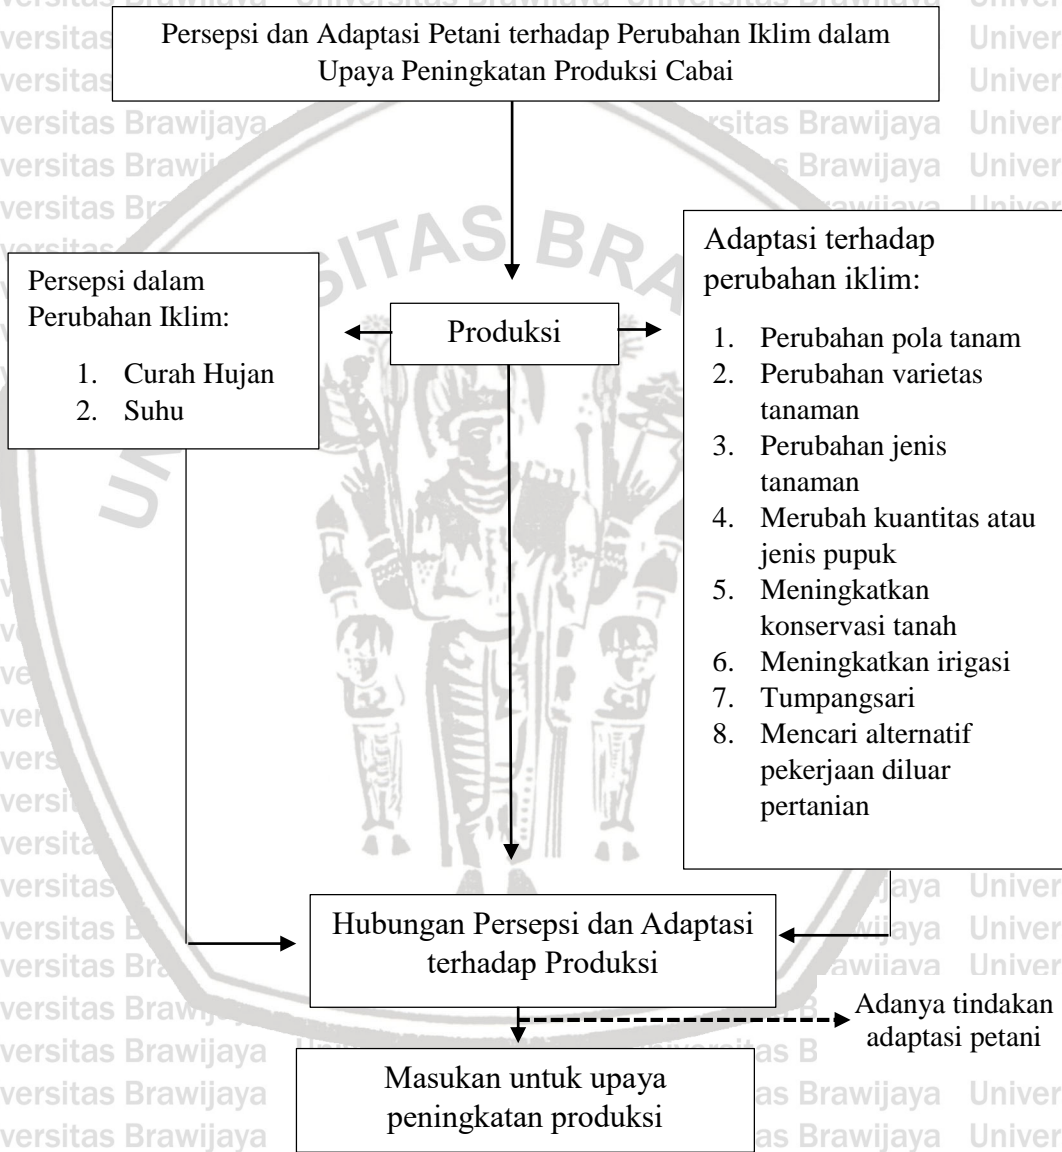 Persepsi dan Adaptasi Petani terhadap Perubahan Iklim dalam
Upaya Peningkatan Produksi Cabai
Persepsi dalam
Perubahan Iklim:
1. Curah Hujan
2. Suhu
Produksi
Adaptasi terhadap
perubahan iklim:
1. Perubahan pola tanam
2. Perubahan varietas
tanaman
3. Perubahan jenis
tanaman
4. Merubah kuantitas atau
jenis pupuk
5. Meningkatkan
konservasi tanah
6. Meningkatkan irigasi
7. Tumpangsari
8. Mencari alternatif
pekerjaan diluar
pertanian
Hubungan Persepsi dan Adaptasi
terhadap Produksi
Adanya tindakan
adaptasi petani
Masukan untuk upaya
peningkatan produksi